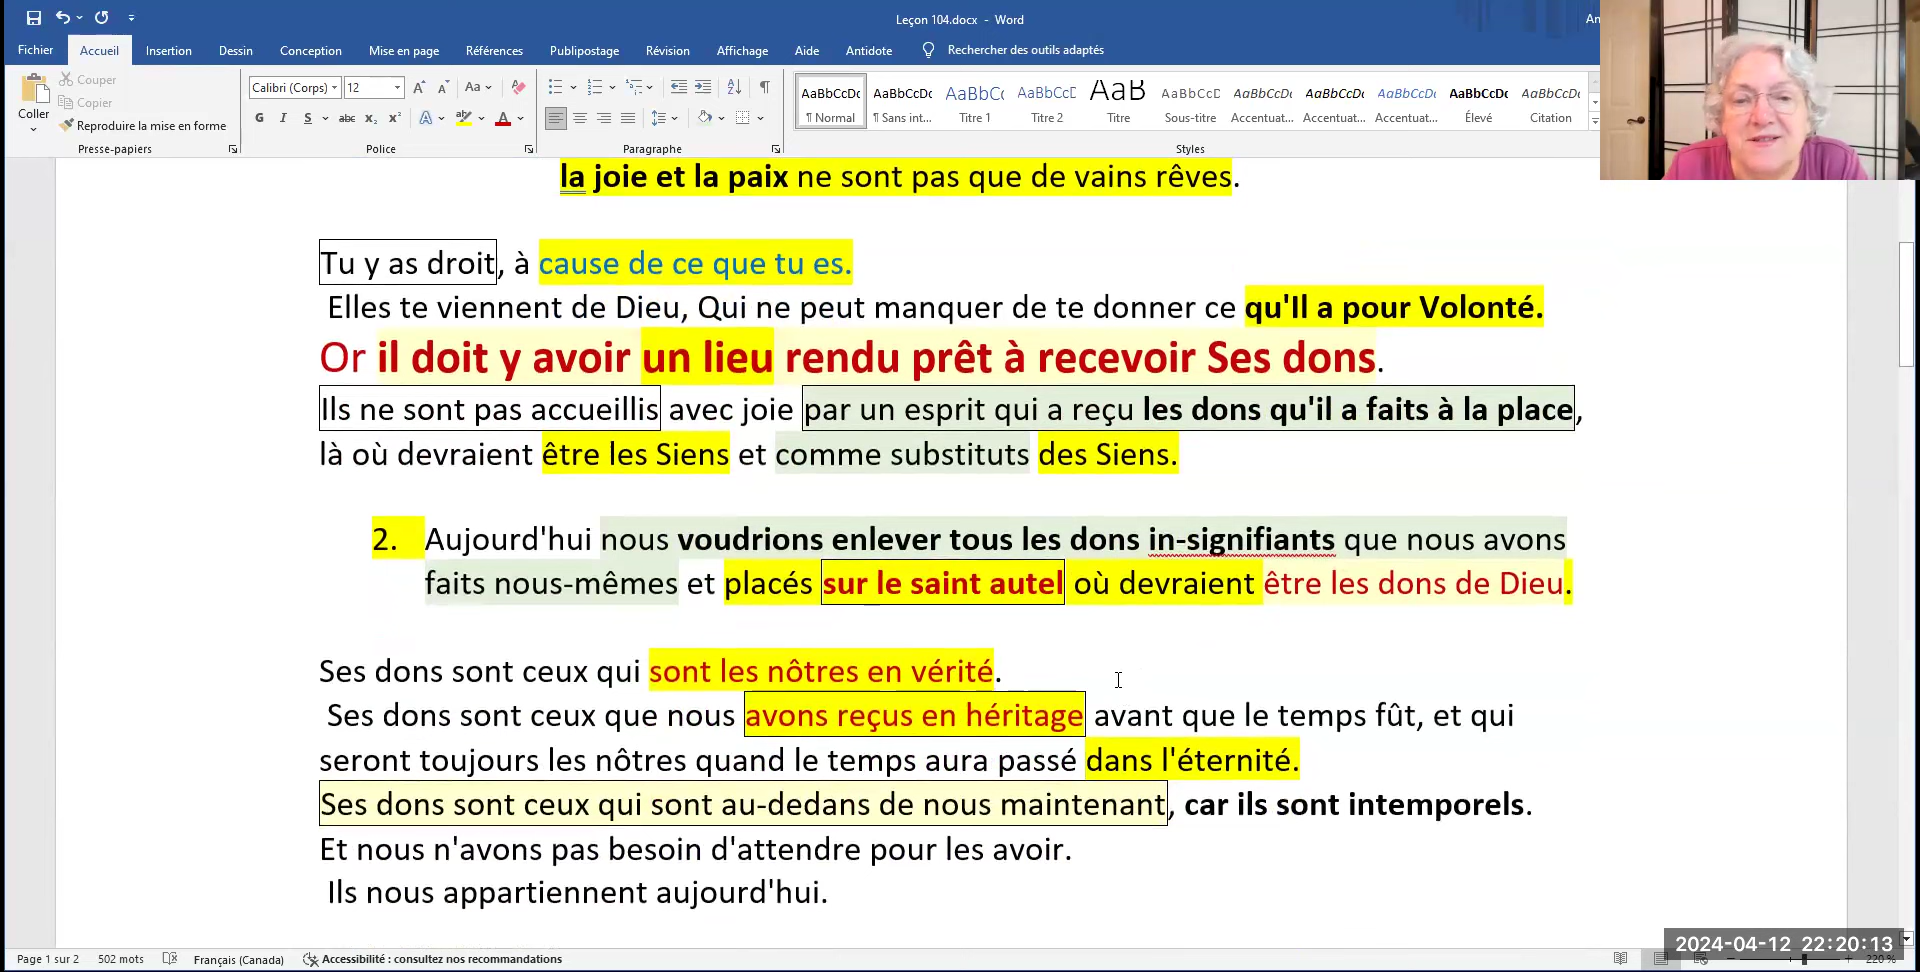 Leçon 104.docx - Word
An
Fichier Accueil Insertion Dessin Conception Mise en page Références Publipostage Révision Affichage Aide Antidote Rechercher des outils adaptés
Couper
Copier
Reproduire la mise en forme
Coller
Presse-papiers
Calibri (Corps) 12
Police
Paragraphe
AaBbCcDc AaBbCcDc AaBbCc AaBbCcD AaB AaBbCcD AaBbCcDc AaBbCcDc AaBbCcDc AaBbCcDc AaBbCcDc
¶ Normal ¶ Sans int... Titre 1 Titre 2 Titre Sous-titre Accentuat... Accentuat... Accentuat... Élevé Citation
Styles
la joie et la paix ne sont pas que de vains rêves.
Tu y as droit, à cause de ce que tu es.
Elles te viennent de Dieu, Qui ne peut manquer de te donner ce qu'Il a pour Volonté.
Or il doit y avoir un lieu rendu prêt à recevoir Ses dons.
Ils ne sont pas accueillis avec joie par un esprit qui a reçu les dons qu'il a faits à la place,
là où devraient être les Siens et comme substituts des Siens.
2. Aujourd'hui nous voudrions enlever tous les dons in-signifiants que nous avons
faits nous-mêmes et placés sur le saint autel où devraient être les dons de Dieu.
Ses dons sont ceux qui sont les nôtres en vérité.
Ses dons sont ceux que nous avons reçus en héritage avant que le temps fût, et qui
seront toujours les nôtres quand le temps aura passé dans l'éternité.
Ses dons sont ceux qui sont au-dedans de nous maintenant, car ils sont intemporels.
Et nous n'avons pas besoin d'attendre pour les avoir.
Ils nous appartiennent aujourd'hui.
2024-04-12 22:20:13
Page 1 sur 2 502 mots Français (Canada) Accessibilité : consultez nos recommandations 220 %